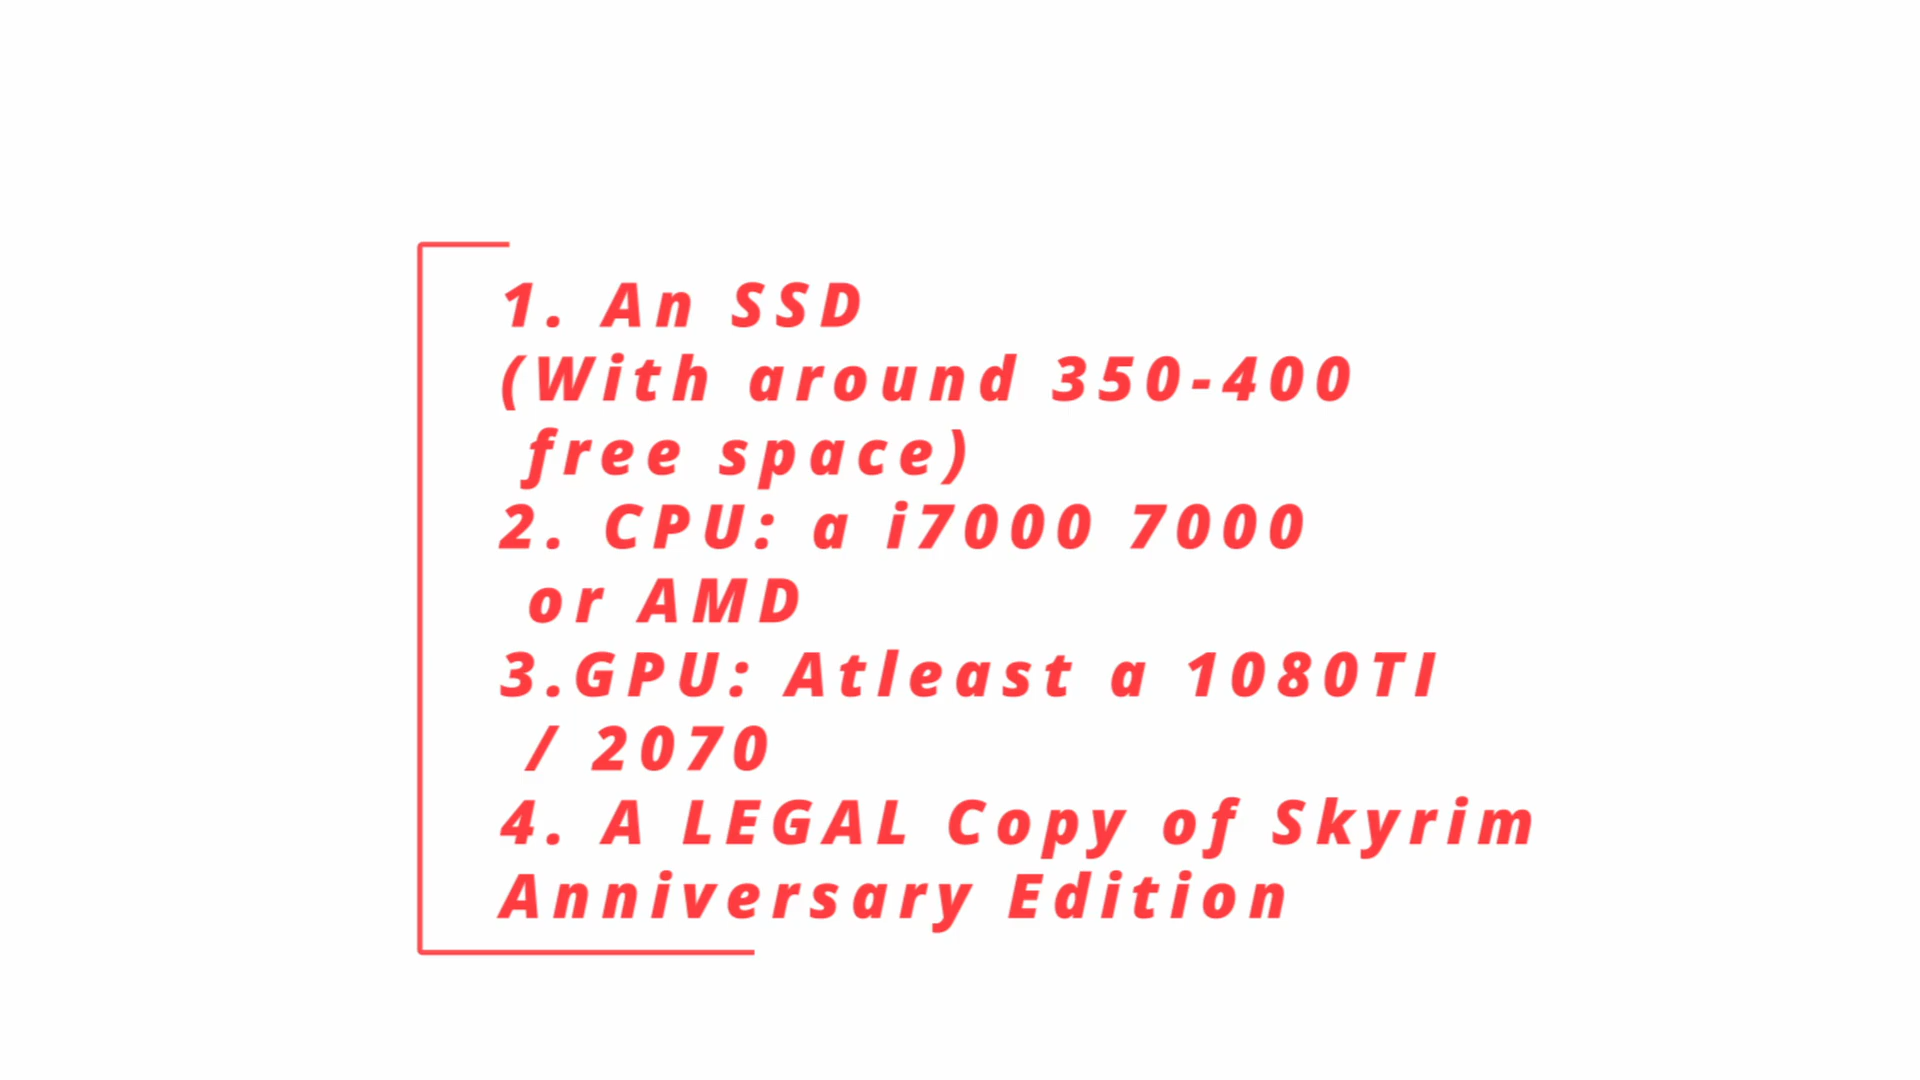 1. An SSD
(With around 350-400
free space)
2. CPU: a i7000 7000
or AMD
3.GPU: Atleast a 1080TI
/ 2070
4. A LEGAL Copy of Skyrim
Anniversary Edition